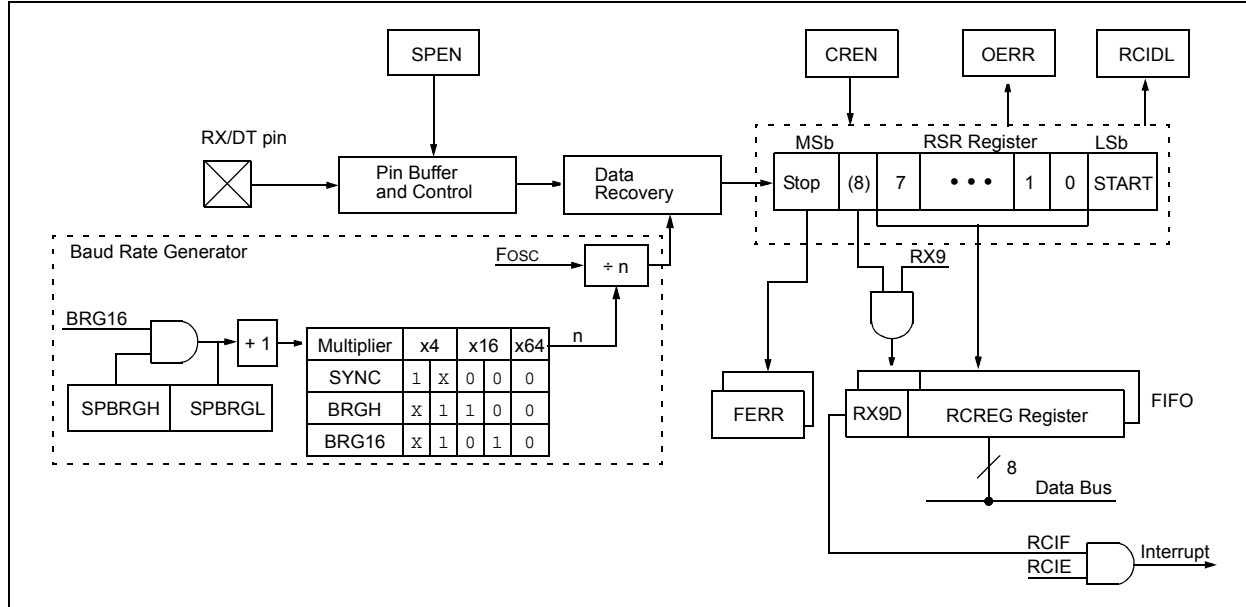 SPEN
CREN
OERR
RCIDL
RX/DT pin
MSb
RSR Register
LSb
Pin Buffer
and Control
Data
Recovery
Stop
(8)
7
• • •
1
0
START
Baud Rate Generator
FOSC
÷ n
RX9
BRG16
+ 1
n
Multiplier x4 x16 x64
SYNC 1 X 0 0 0
BRGH X 1 1 0 0
BRG16 X 1 0 1 0
SPBRGH
SPBRGL
FERR
RX9D
RCREG Register
FIFO
8
Data Bus
RCIF
RCIE
Interrupt